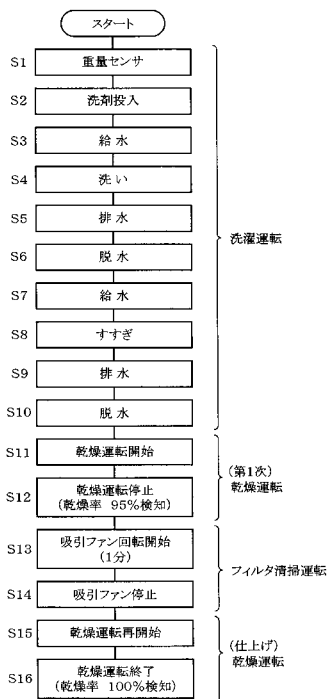 スタート
S1 重量センサ
S2 洗剤投入
S3 給水
S4 洗い
S5 排水
S6 脱水
S7 給水
S8 すすぎ
S9 排水
S10 脱水
洗濯運転
S11 乾燥運転開始
S12 乾燥運転停止
(乾燥率 95%検知)
(第1次)
乾燥運転
S13 吸引ファン回転開始
(1分)
S14 吸引ファン停止
フィルタ清掃運転
S15 乾燥運転再開始
S16 乾燥運転終了
(乾燥率 100%検知)
(仕上げ)
乾燥運転